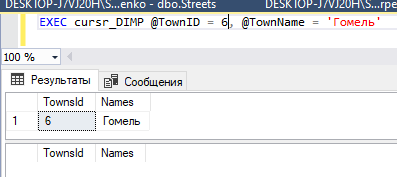 DESKTOP-J7VJ20H\S...enko - dbo.Streets
DESKTOP-J7VJ20H\S...rpe
EXEC cursr_DIMP @TownID = 6, @TownName = 'Гомель'
100 %
Результаты
Сообщения
TownsId Names
1 6 Гомель
TownsId Names